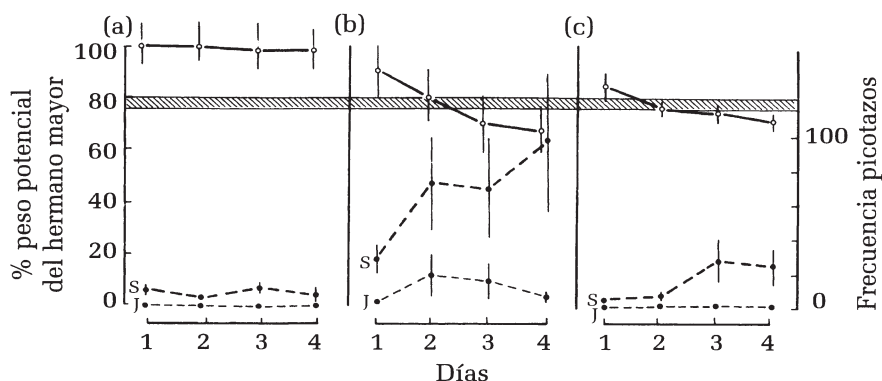 (a)
(b)
(c)
100
80
60
40
20
0
% peso potencial
del hermano mayor
S
J
S
J
S
J
100
0
Frecuencia picotazos
1 2 3 4
1 2 3 4
1 2 3 4
Días